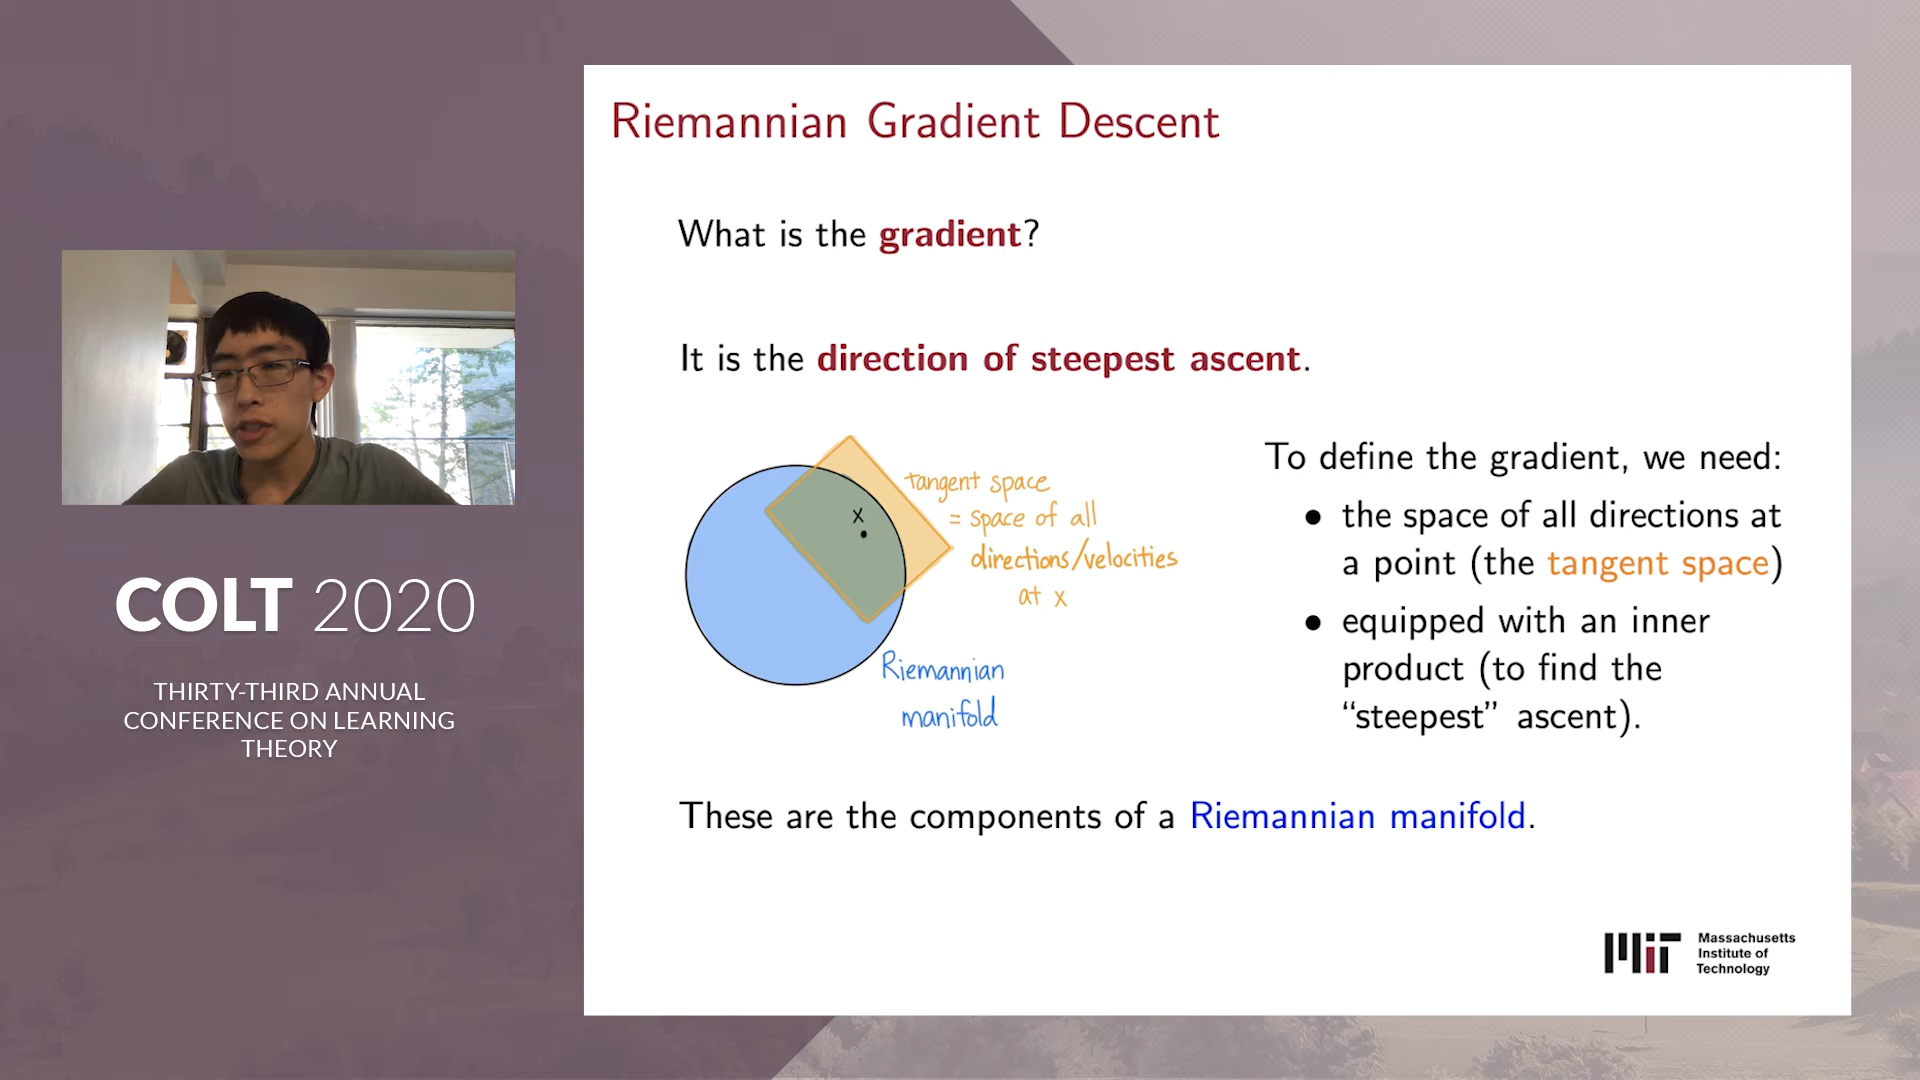 COLT 2020
THIRTY-THIRD ANNUAL
CONFERENCE ON LEARNING
THEORY
Riemannian Gradient Descent
What is the gradient?
It is the direction of steepest ascent.
x
tangent space
= space of all
directions/velocities
at x
Riemannian
manifold
To define the gradient, we need:
• the space of all directions at
a point (the tangent space)
• equipped with an inner
product (to find the
“steepest” ascent).
These are the components of a Riemannian manifold.
MIT
Massachusetts
Institute of
Technology